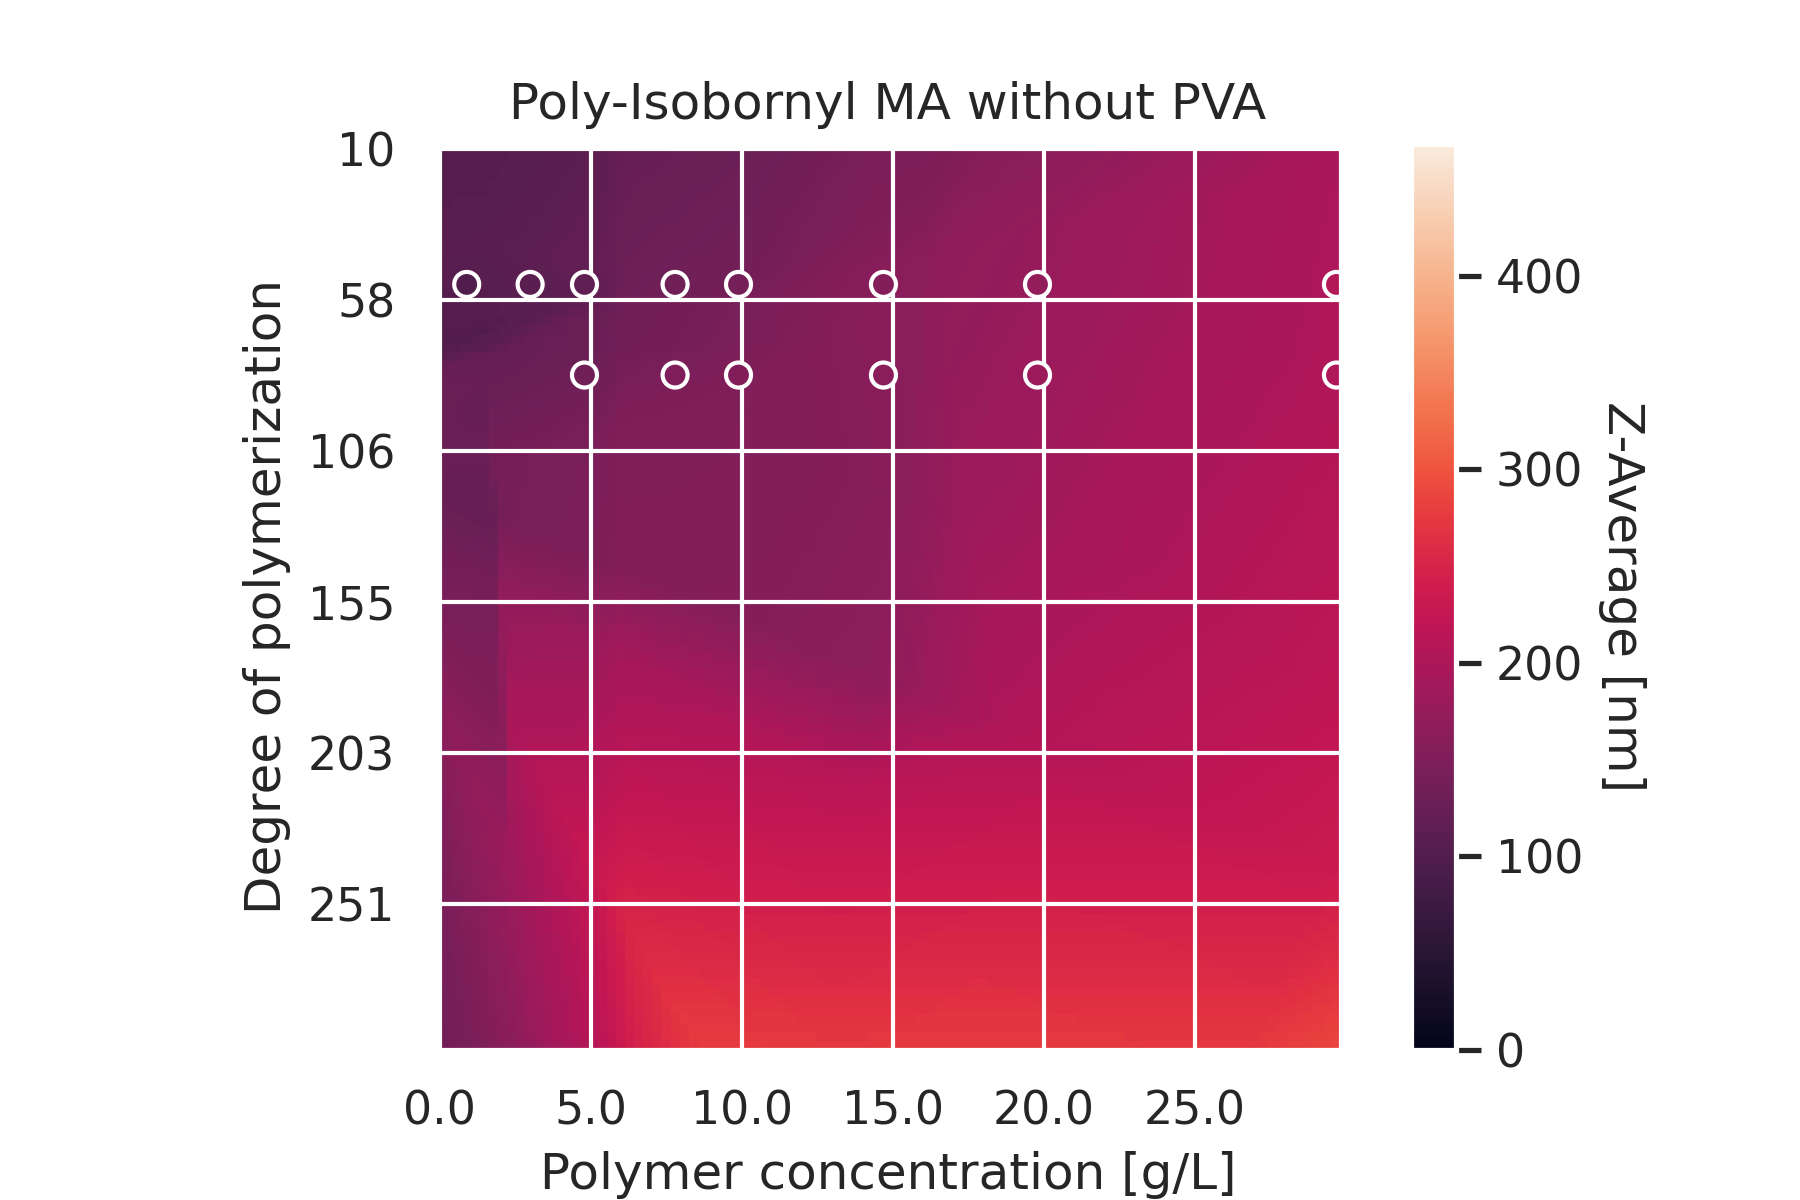 Poly-Isobornyl MA without PVA
10
58
106
155
203
251
Degree of polymerization
0.0 5.0 10.0 15.0 20.0 25.0
Polymer concentration [g/L]
400
300
200
100
0
Z-Average [nm]